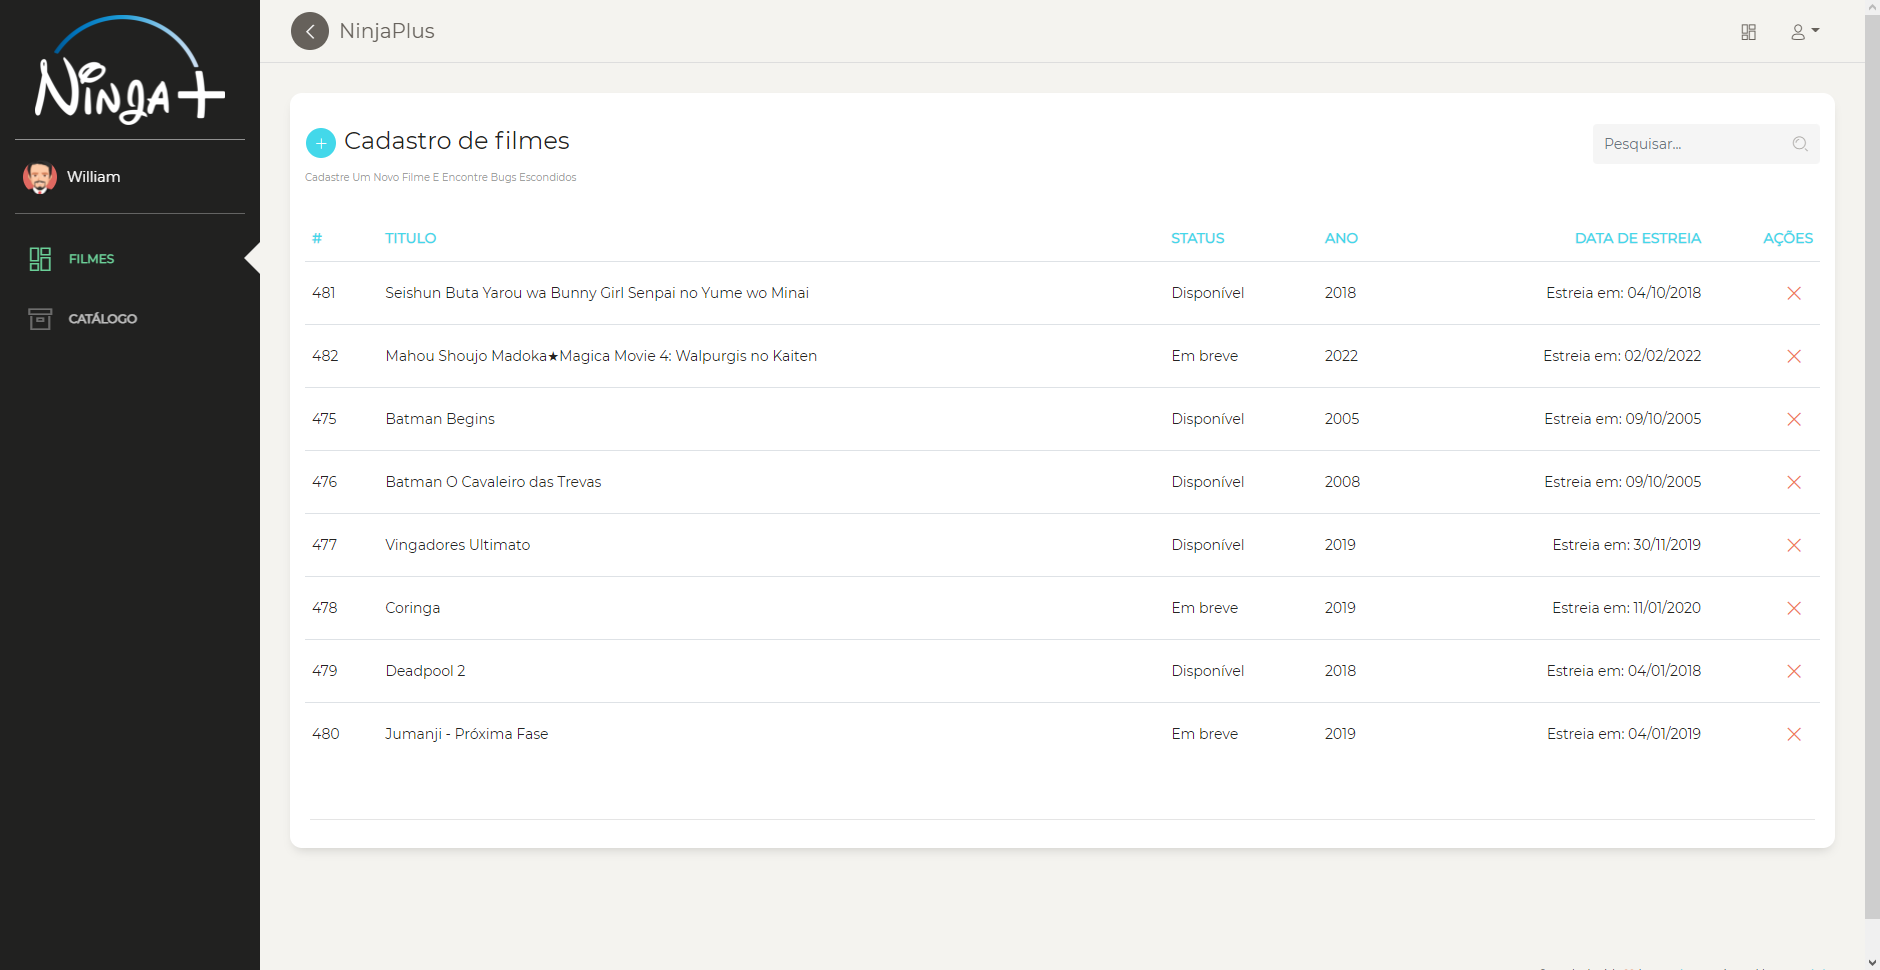 Ninja+
NinjaPlus
William
FILMES
CATÁLOGO
Cadastro de filmes
Pesquisar...
Cadastre Um Novo Filme E Encontre Bugs Escondidos
# TITULO STATUS ANO DATA DE ESTREIA AÇÕES
481 Seishun Buta Yarou wa Bunny Girl Senpai no Yume wo Minai Disponível 2018 Estreia em: 04/10/2018
482 Mahou Shoujo Madoka★Magica Movie 4: Walpurgis no Kaiten Em breve 2022 Estreia em: 02/02/2022
475 Batman Begins Disponível 2005 Estreia em: 09/10/2005
476 Batman O Cavaleiro das Trevas Disponível 2008 Estreia em: 09/10/2005
477 Vingadores Ultimato Disponível 2019 Estreia em: 30/11/2019
478 Coringa Em breve 2019 Estreia em: 11/01/2020
479 Deadpool 2 Disponível 2018 Estreia em: 04/01/2018
480 Jumanji - Próxima Fase Em breve 2019 Estreia em: 04/01/2019